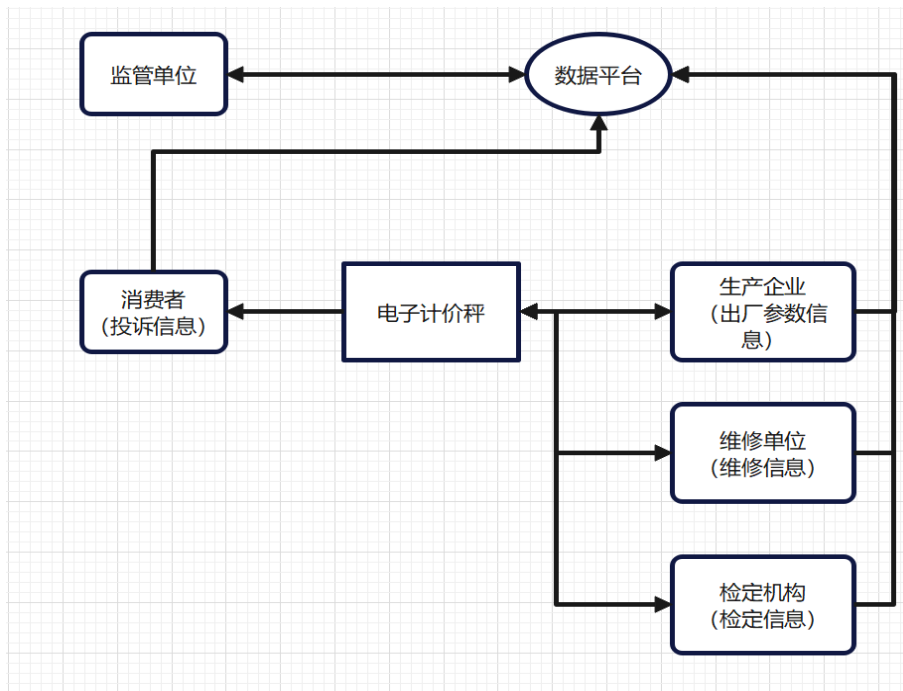 监管单位
数据平台
消费者
（投诉信息）
电子计价秤
生产企业
（出厂参数信
息）
维修单位
（维修信息）
检定机构
（检定信息）